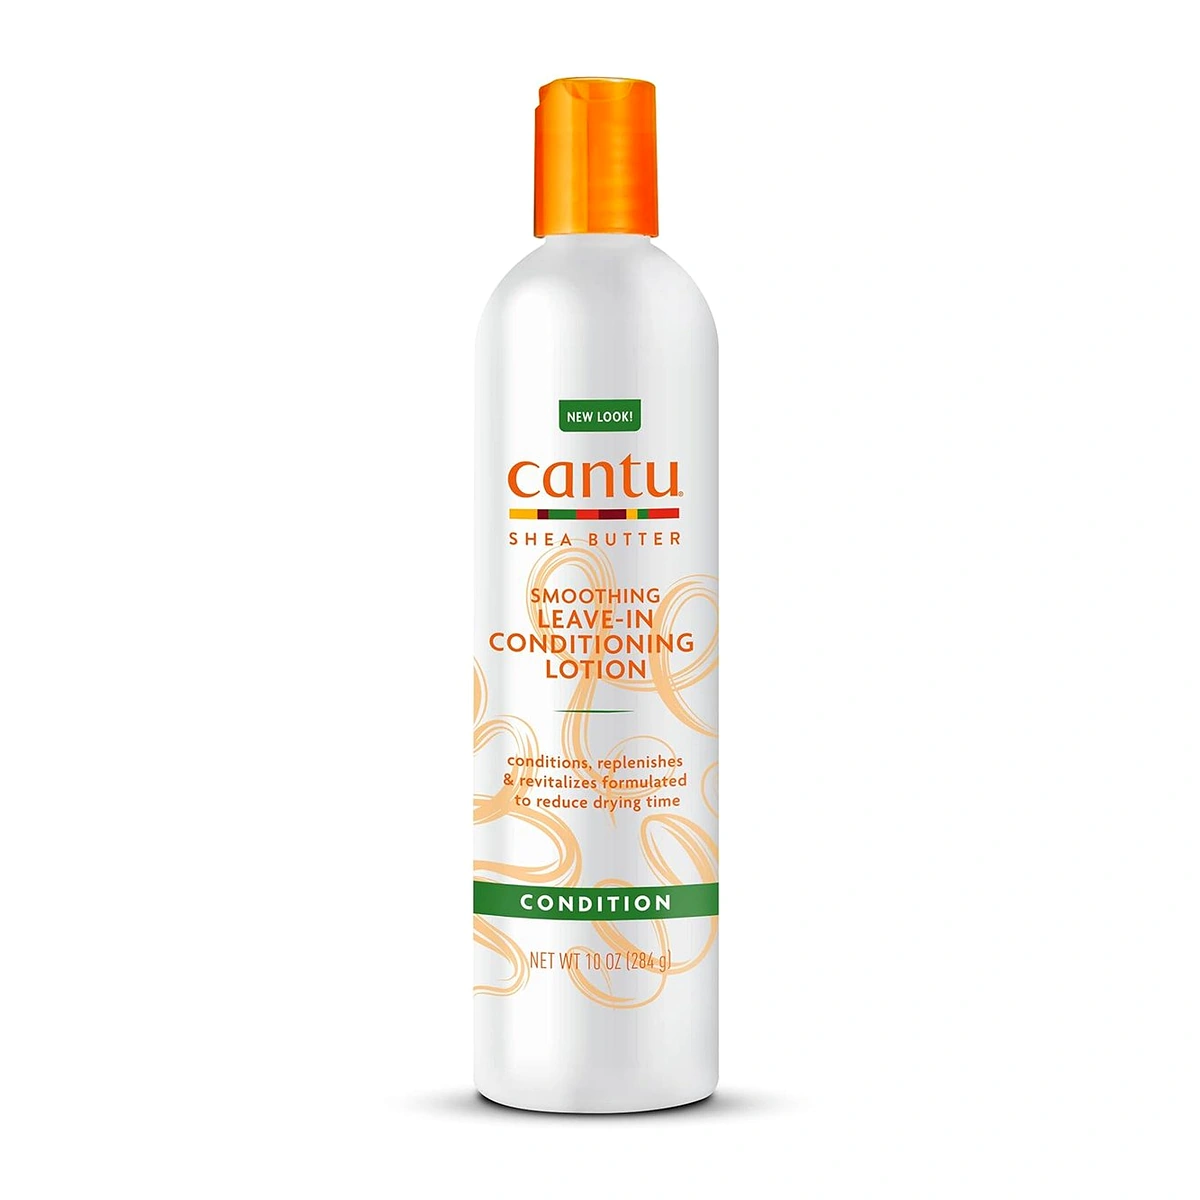 NEW LOOK!
cantu®
SHEA BUTTER
SMOOTHING
LEAVE-IN
CONDITIONING
LOTION
conditions, replenishes
& revitalizes formulated
to reduce drying time
CONDITION
NET WT 10 OZ (284 g)